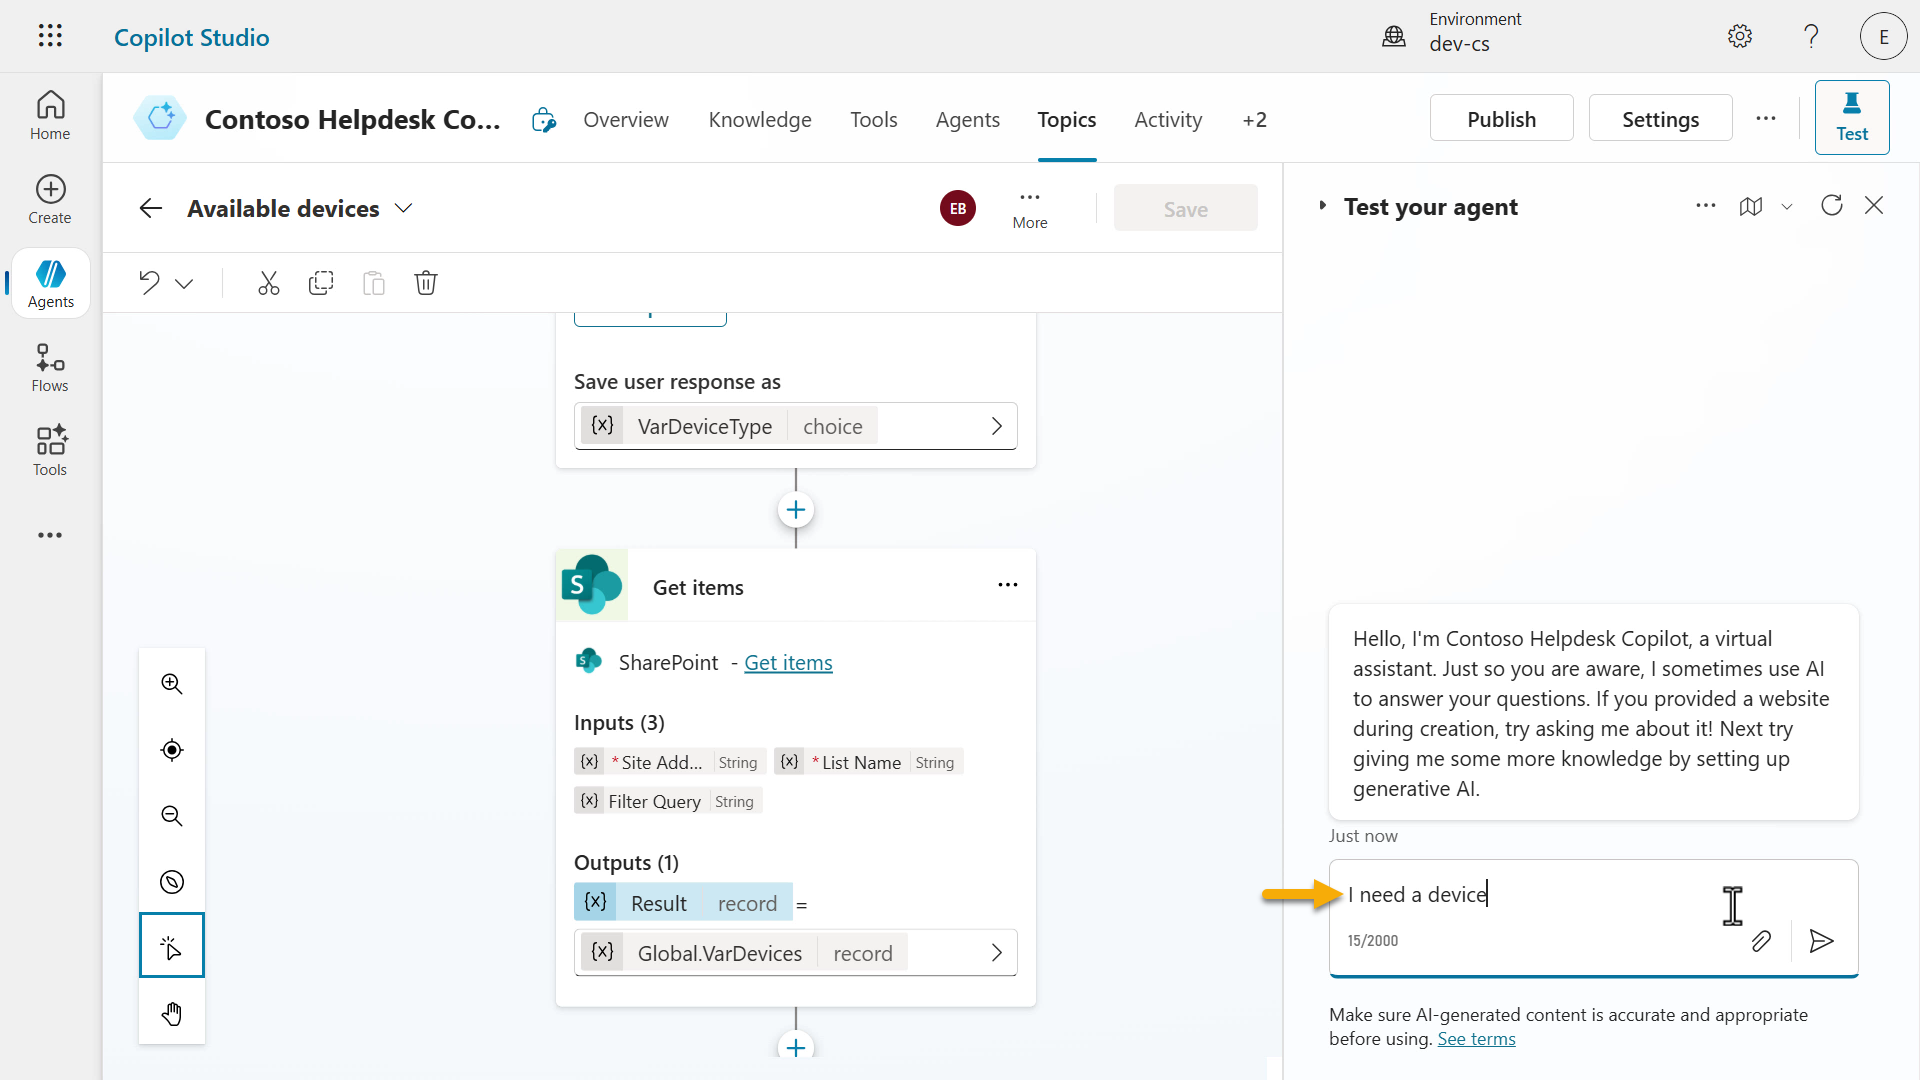 Copilot Studio
Environment
dev-cs
E
Home
Create
Agents
Flows
Tools
Contoso Helpdesk Co...
Overview
Knowledge
Tools
Agents
Topics
Activity
+2
Publish
Settings
Test
Available devices
EB
More
Save
Save user response as
{x} VarDeviceType choice
S
Get items
S SharePoint - Get items
Inputs (3)
{x} *Site Add... String {x} *List Name String
{x} Filter Query String
Outputs (1)
{x} Result record =
{x} Global.VarDevices record
Test your agent
Hello, I'm Contoso Helpdesk Copilot, a virtual
assistant. Just so you are aware, I sometimes use AI
to answer your questions. If you provided a website
during creation, try asking me about it! Next try
giving me some more knowledge by setting up
generative AI.
Just now
I need a device
15/2000
Make sure AI-generated content is accurate and appropriate
before using. See terms